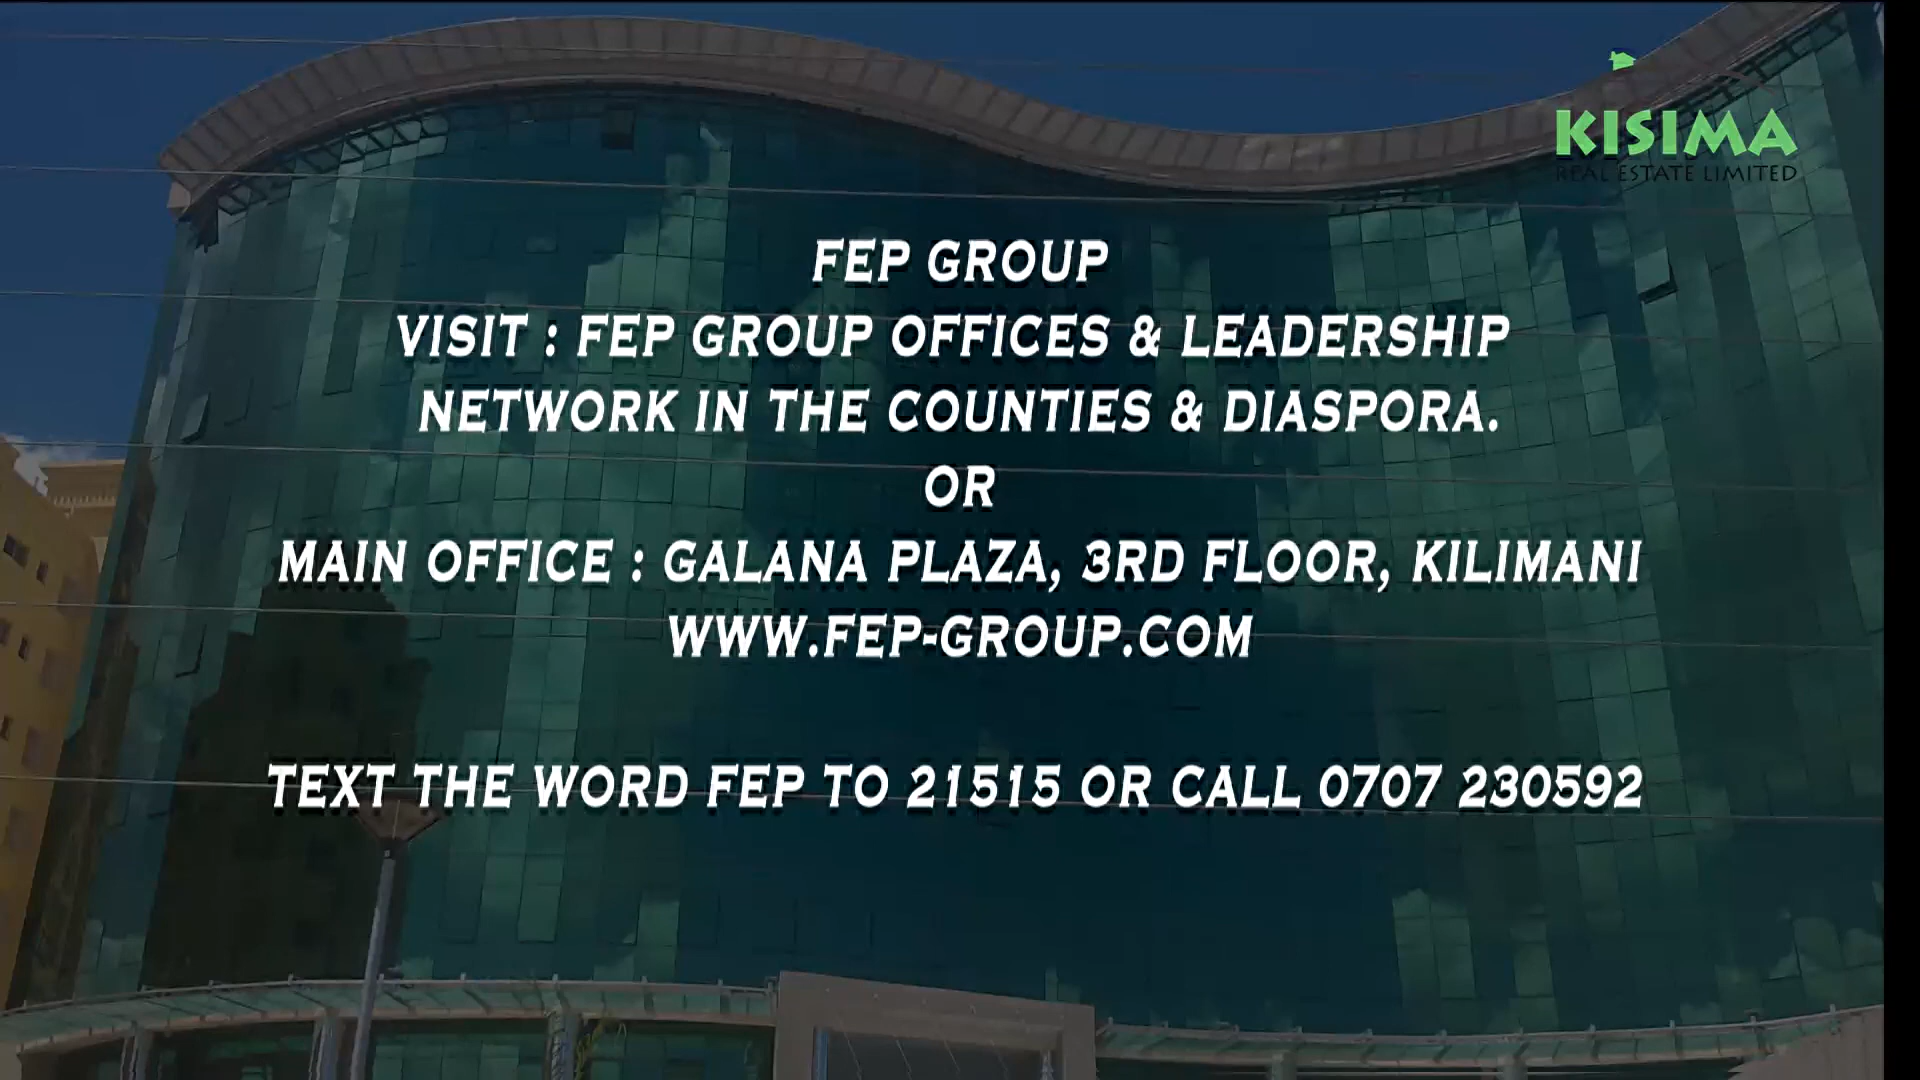 KISIMA
REAL ESTATE LIMITED
FEP GROUP
VISIT : FEP GROUP OFFICES & LEADERSHIP
NETWORK IN THE COUNTIES & DIASPORA.
OR
MAIN OFFICE : GALANA PLAZA, 3RD FLOOR, KILIMANI
WWW.FEP-GROUP.COM
TEXT THE WORD FEP TO 21515 OR CALL 0707 230592